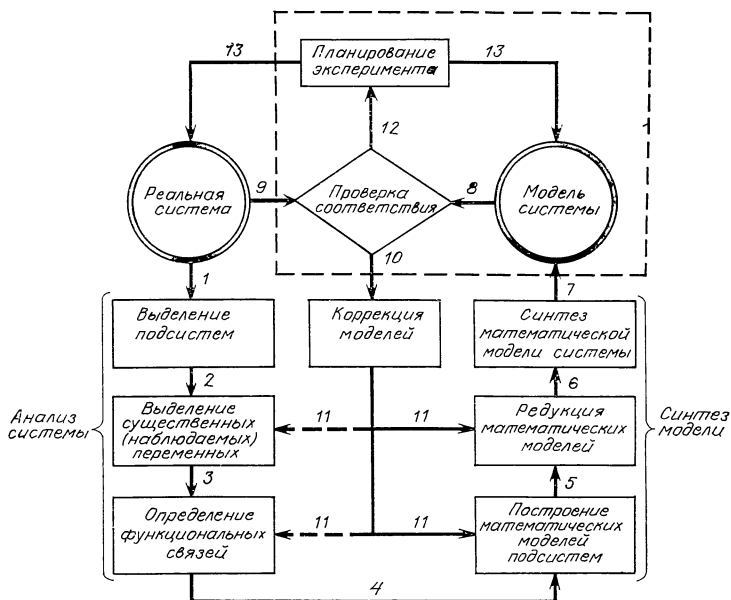 13
Планирование
эксперимента
13
12
Реальная
система
9
Проверка
соответствия
8
Модель
системы
1
10
7
Выделение
подсистем
Коррекция
моделей
Синтез
математической
модели системы
2
6
Анализ
системы
Выделение
существенных
(наблюдаемых)
переменных
11
11
Редукция
математических
моделей
Синтез
модели
3
5
Определение
функциональных
связей
11
11
Построение
математических
моделей
подсистем
4